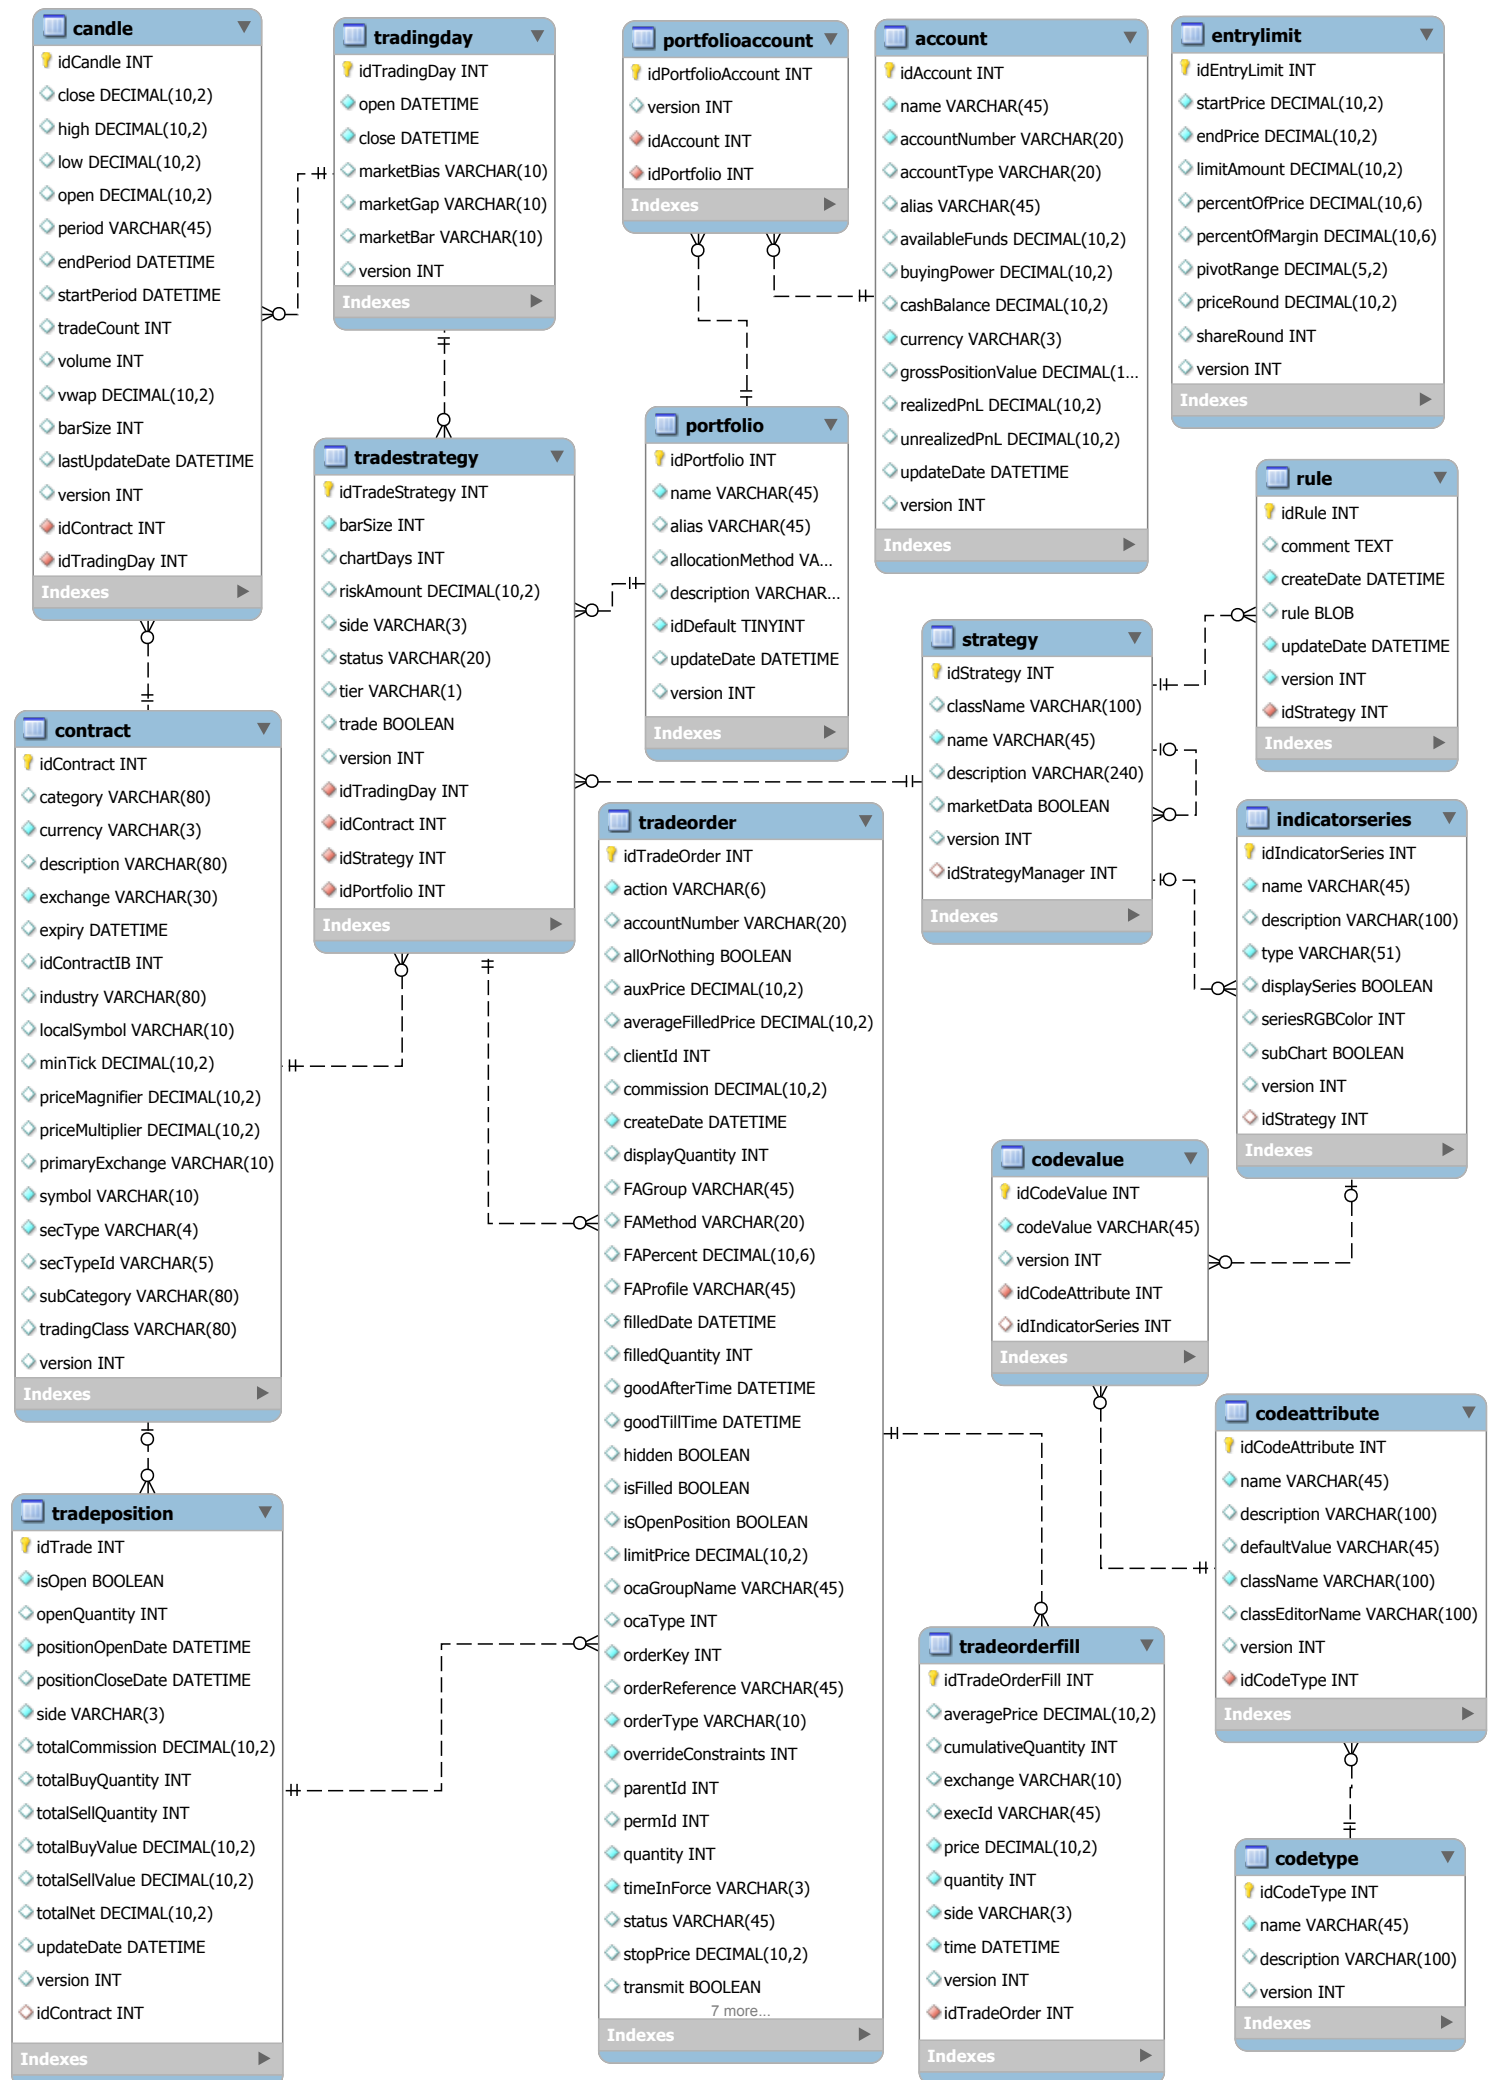 candle
idCandle INT
close DECIMAL(10,2)
high DECIMAL(10,2)
low DECIMAL(10,2)
open DECIMAL(10,2)
period VARCHAR(45)
endPeriod DATETIME
startPeriod DATETIME
tradeCount INT
volume INT
vwap DECIMAL(10,2)
barSize INT
lastUpdateDate DATETIME
version INT
idContract INT
idTradingDay INT
Indexes
tradingday
idTradingDay INT
open DATETIME
close DATETIME
marketBias VARCHAR(10)
marketGap VARCHAR(10)
marketBar VARCHAR(10)
version INT
Indexes
portfolioaccount
idPortfolioAccount INT
version INT
idAccount INT
idPortfolio INT
Indexes
account
idAccount INT
name VARCHAR(45)
accountNumber VARCHAR(20)
accountType VARCHAR(20)
alias VARCHAR(45)
availableFunds DECIMAL(10,2)
buyingPower DECIMAL(10,2)
cashBalance DECIMAL(10,2)
currency VARCHAR(3)
grossPositionValue DECIMAL(1...
realizedPnL DECIMAL(10,2)
unrealizedPnL DECIMAL(10,2)
updateDate DATETIME
version INT
Indexes
entrylimit
idEntryLimit INT
startPrice DECIMAL(10,2)
endPrice DECIMAL(10,2)
limitAmount DECIMAL(10,2)
percentOfPrice DECIMAL(10,6)
percentOfMargin DECIMAL(10,6)
pivotRange DECIMAL(5,2)
priceRound DECIMAL(10,2)
shareRound INT
version INT
Indexes
tradestrategy
idTradeStrategy INT
barSize INT
chartDays INT
riskAmount DECIMAL(10,2)
side VARCHAR(3)
status VARCHAR(20)
tier VARCHAR(1)
trade BOOLEAN
version INT
idTradingDay INT
idContract INT
idStrategy INT
idPortfolio INT
Indexes
portfolio
idPortfolio INT
name VARCHAR(45)
alias VARCHAR(45)
allocationMethod VA...
description VARCHAR...
idDefault TINYINT
updateDate DATETIME
version INT
Indexes
rule
idRule INT
comment TEXT
createDate DATETIME
rule BLOB
updateDate DATETIME
version INT
idStrategy INT
Indexes
strategy
idStrategy INT
className VARCHAR(100)
name VARCHAR(45)
description VARCHAR(240)
marketData BOOLEAN
version INT
idStrategyManager INT
Indexes
contract
idContract INT
category VARCHAR(80)
currency VARCHAR(3)
description VARCHAR(80)
exchange VARCHAR(30)
expiry DATETIME
idContractIB INT
industry VARCHAR(80)
localSymbol VARCHAR(10)
minTick DECIMAL(10,2)
priceMagnifier DECIMAL(10,2)
priceMultiplier DECIMAL(10,2)
primaryExchange VARCHAR(10)
symbol VARCHAR(10)
secType VARCHAR(4)
secTypeId VARCHAR(5)
subCategory VARCHAR(80)
tradingClass VARCHAR(80)
version INT
Indexes
tradeorder
idTradeOrder INT
action VARCHAR(6)
accountNumber VARCHAR(20)
allOrNothing BOOLEAN
auxPrice DECIMAL(10,2)
averageFilledPrice DECIMAL(10,2)
clientId INT
commission DECIMAL(10,2)
createDate DATETIME
displayQuantity INT
FAGroup VARCHAR(45)
FAMethod VARCHAR(20)
FAPercent DECIMAL(10,6)
FAProfile VARCHAR(45)
filledDate DATETIME
filledQuantity INT
goodAfterTime DATETIME
goodTillTime DATETIME
hidden BOOLEAN
isFilled BOOLEAN
isOpenPosition BOOLEAN
limitPrice DECIMAL(10,2)
ocaGroupName VARCHAR(45)
ocaType INT
orderKey INT
orderReference VARCHAR(45)
orderType VARCHAR(10)
overrideConstraints INT
parentId INT
permId INT
quantity INT
timeInForce VARCHAR(3)
status VARCHAR(45)
stopPrice DECIMAL(10,2)
transmit BOOLEAN
7 more...
Indexes
indicatorseries
idIndicatorSeries INT
name VARCHAR(45)
description VARCHAR(100)
type VARCHAR(51)
displaySeries BOOLEAN
seriesRGBColor INT
subChart BOOLEAN
version INT
idStrategy INT
Indexes
codevalue
idCodeValue INT
codeValue VARCHAR(45)
version INT
idCodeAttribute INT
idIndicatorSeries INT
Indexes
codeattribute
idCodeAttribute INT
name VARCHAR(45)
description VARCHAR(100)
defaultValue VARCHAR(45)
className VARCHAR(100)
classEditorName VARCHAR(100)
version INT
idCodeType INT
Indexes
tradeposition
idTrade INT
isOpen BOOLEAN
openQuantity INT
positionOpenDate DATETIME
positionCloseDate DATETIME
side VARCHAR(3)
totalCommission DECIMAL(10,2)
totalBuyQuantity INT
totalSellQuantity INT
totalBuyValue DECIMAL(10,2)
totalSellValue DECIMAL(10,2)
totalNet DECIMAL(10,2)
updateDate DATETIME
version INT
idContract INT
Indexes
tradeorderfill
idTradeOrderFill INT
averagePrice DECIMAL(10,2)
cumulativeQuantity INT
exchange VARCHAR(10)
execId VARCHAR(45)
price DECIMAL(10,2)
quantity INT
side VARCHAR(3)
time DATETIME
version INT
idTradeOrder INT
Indexes
codetype
idCodeType INT
name VARCHAR(45)
description VARCHAR(100)
version INT
Indexes